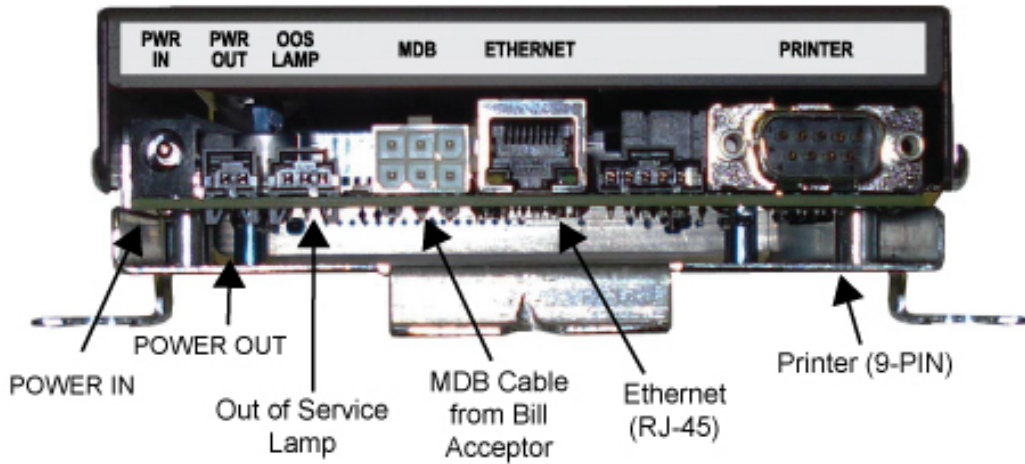 PWR
IN
PWR
OUT
OOS
LAMP
MDB
ETHERNET
PRINTER
POWER IN
POWER OUT
Out of Service
Lamp
MDB Cable
from Bill
Acceptor
Ethernet
(RJ-45)
Printer (9-PIN)